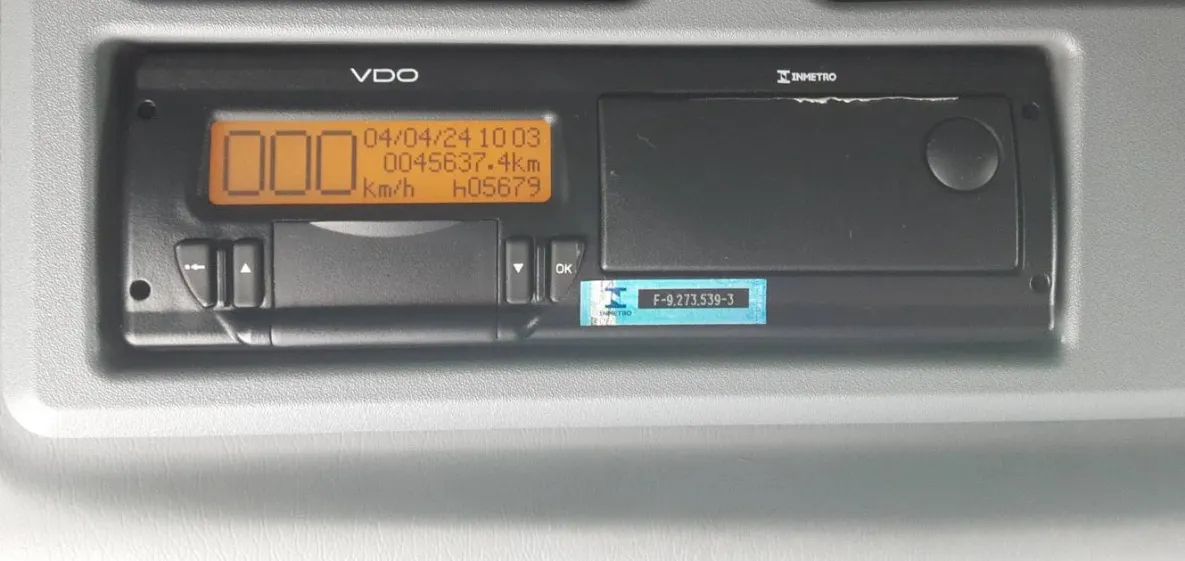 VDO
INMETRO
000 km/h
04/04/24 10 03
0045637.4km
h05679
OK
INMETRO
F-9.273.539-3